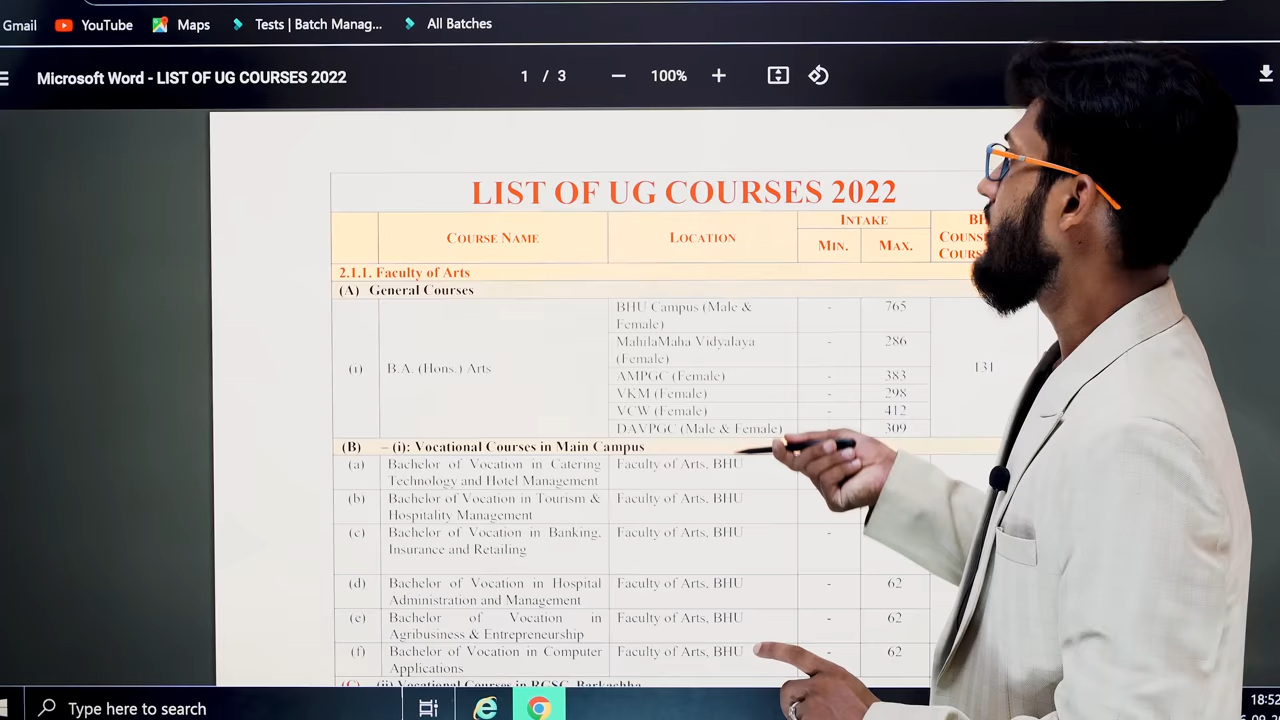 Gmail YouTube Maps Tests | Batch Manag... All Batches
Microsoft Word - LIST OF UG COURSES 2022 1 / 3 100%
LIST OF UG COURSES 2022
COURSE NAME LOCATION INTAKE
MIN. MAX.
2.1.1. Faculty of Arts
(A) General Courses
(i) B.A. (Hons.) Arts 131
BHU Campus (Male & - 765
Female)
MahilaMaha Vidyalaya - 286
(Female)
AMPGC (Female) - 383
VKM (Female) - 298
VCW (Female) - 412
DAVPGC (Male & Female) - 309
(B) – (i): Vocational Courses in Main Campus
(a) Bachelor of Vocation in Catering Faculty of Arts, BHU
Technology and Hotel Management
(b) Bachelor of Vocation in Tourism & Faculty of Arts, BHU -
Hospitality Management
(c) Bachelor of Vocation in Banking, Faculty of Arts, BHU -
Insurance and Retailing
(d) Bachelor of Vocation in Hospital Faculty of Arts, BHU - 62
Administration and Management
(e) Bachelor of Vocation in Faculty of Arts, BHU - 62
Agribusiness & Entrepreneurship
(f) Bachelor of Vocation in Computer Faculty of Arts, BHU - 62
Applications
(C) (ii) Vocational Courses in RGSC, Barkachha
Type here to search 18:52